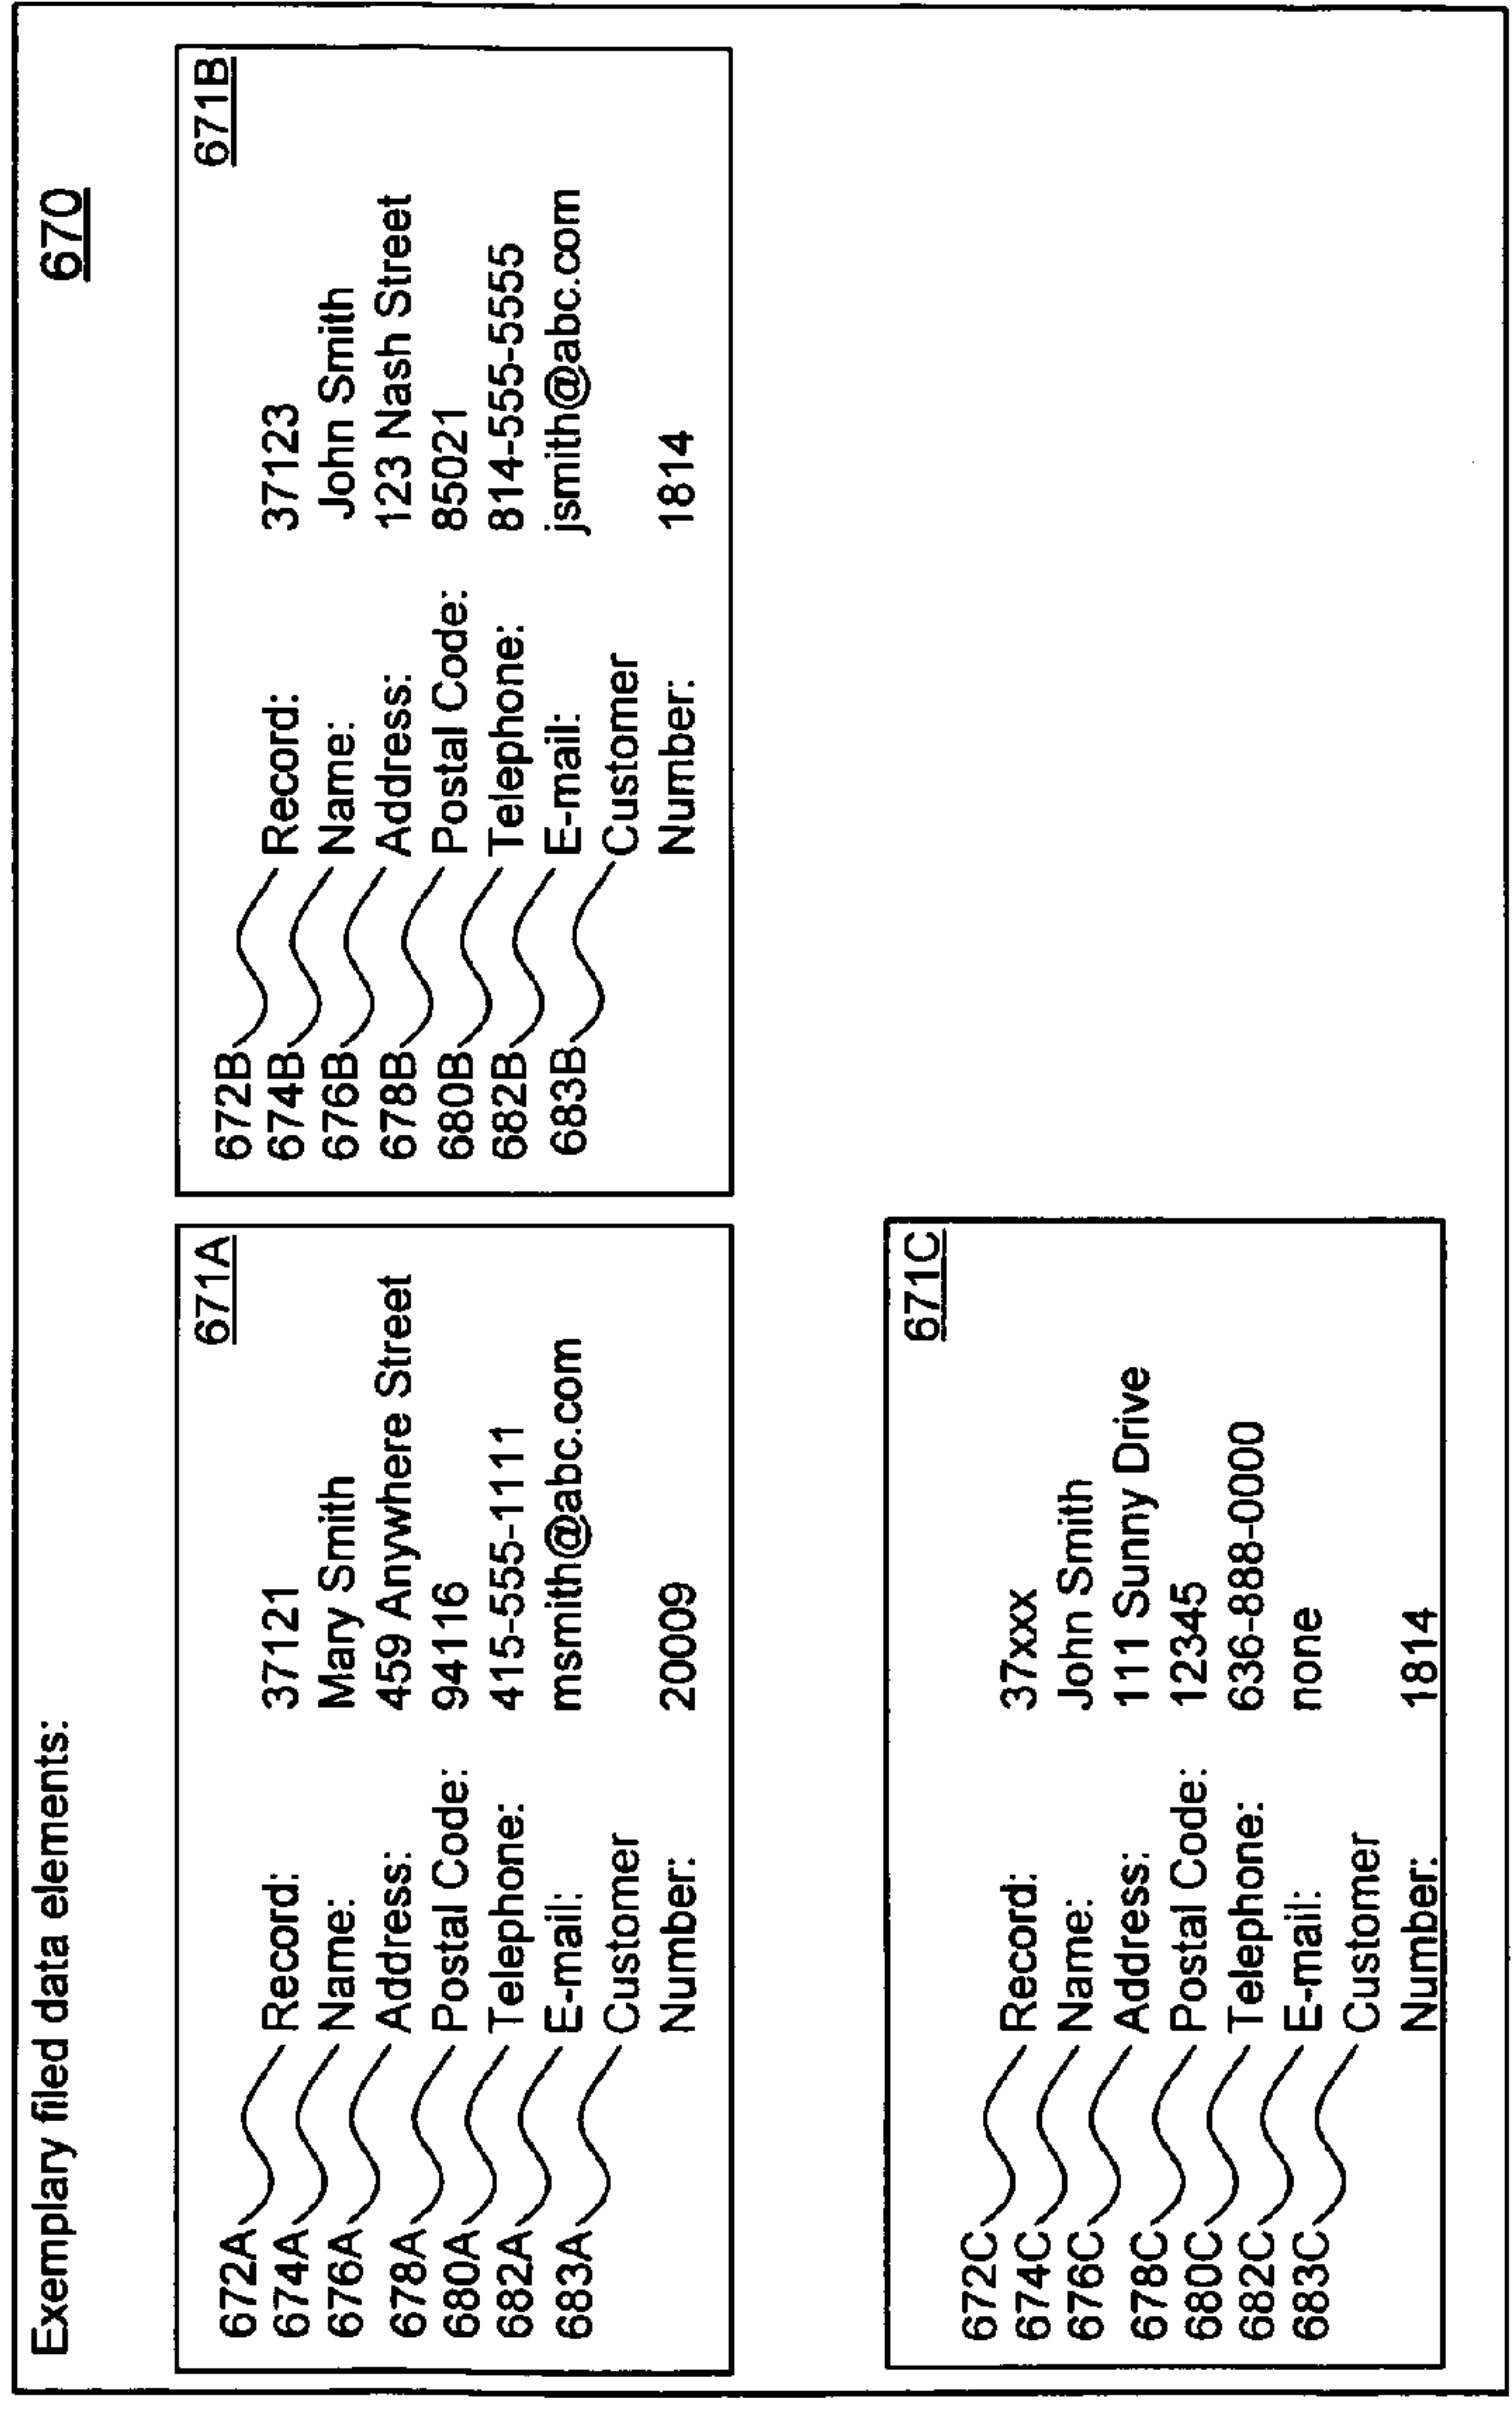 Exemplary filed data elements:
670
671A
672A Record: 37121
674A Name: Mary Smith
676A Address: 459 Anywhere Street
678A Postal Code: 94116
680A Telephone: 415-555-1111
682A E-mail: msmith@abc.com
683A Customer
Number: 20009
671B
672B Record: 37123
674B Name: John Smith
676B Address: 123 Nash Street
678B Postal Code: 85021
680B Telephone: 814-555-5555
682B E-mail: jsmith@abc.com
683B Customer
Number: 1814
671C
672C Record: 37xxx
674C Name: John Smith
676C Address: 111 Sunny Drive
678C Postal Code: 12345
680C Telephone: 636-888-0000
682C E-mail: none
683C Customer
Number: 1814